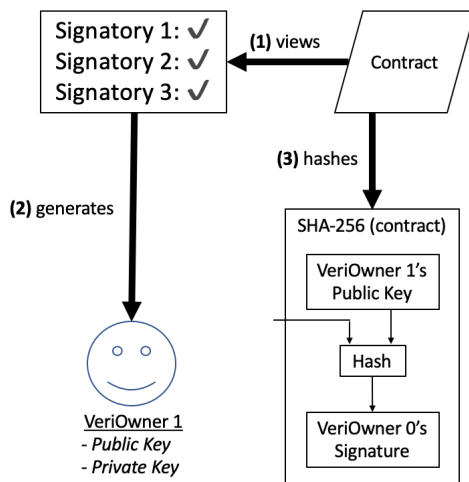 Signatory 1: ✓
Signatory 2: ✓
Signatory 3: ✓
(1) views
Contract
(2) generates
(3) hashes
SHA-256 (contract)
VeriOwner 1's
Public Key
Hash
VeriOwner 0's
Signature
VeriOwner 1
- Public Key
- Private Key